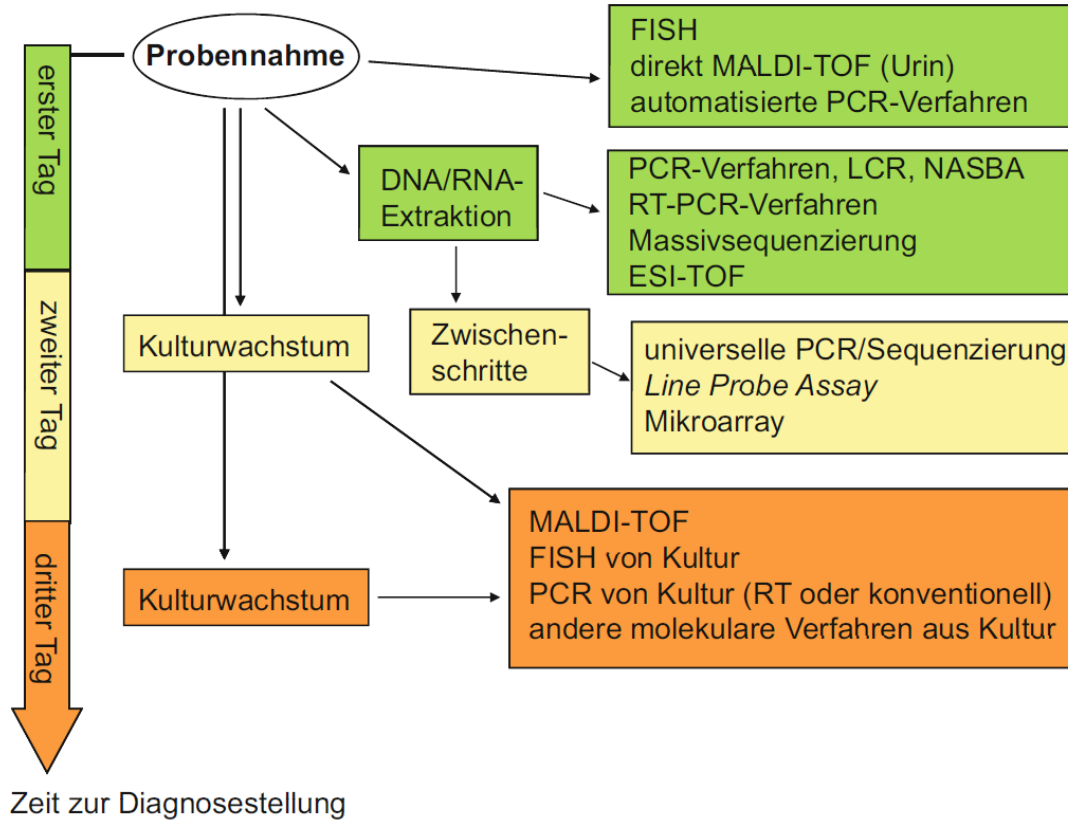 Probennahme
FISH
direkt MALDI-TOF (Urin)
automatisierte PCR-Verfahren
erster Tag
DNA/RNA-
Extraktion
PCR-Verfahren, LCR, NASBA
RT-PCR-Verfahren
Massivsequenzierung
ESI-TOF
zweiter Tag
Kulturwachstum
Zwischen-
schritte
universelle PCR/Sequenzierung
Line Probe Assay
Mikroarray
dritter Tag
Kulturwachstum
MALDI-TOF
FISH von Kultur
PCR von Kultur (RT oder konventionell)
andere molekulare Verfahren aus Kultur
Zeit zur Diagnosestellung